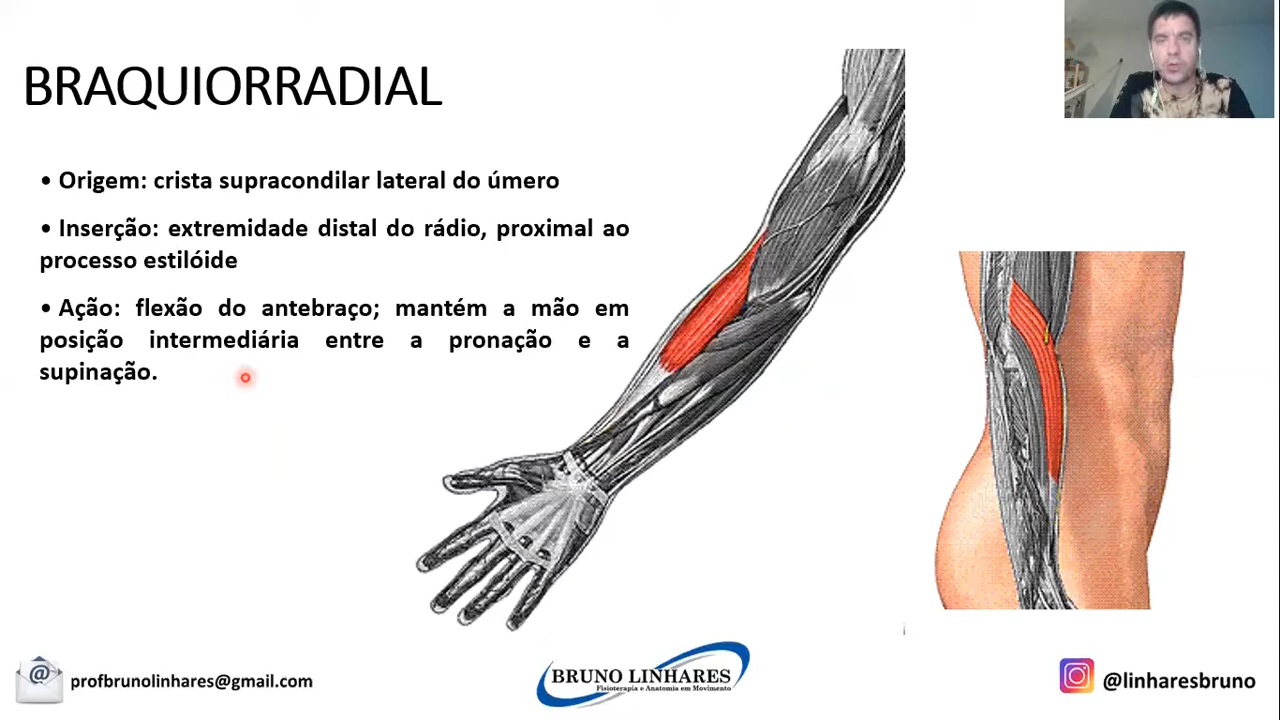 BRAQUIORRADIAL
• Origem: crista supracondilar lateral do úmero
• Inserção: extremidade distal do rádio, proximal ao
processo estilóide
• Ação: flexão do antebraço; mantém a mão em
posição intermediária entre a pronação e a
supinação.
@
profbrunolinhares@gmail.com
BRUNO LINHARES
Fisioterapia e Anatomia em Movimento
@linharesbruno